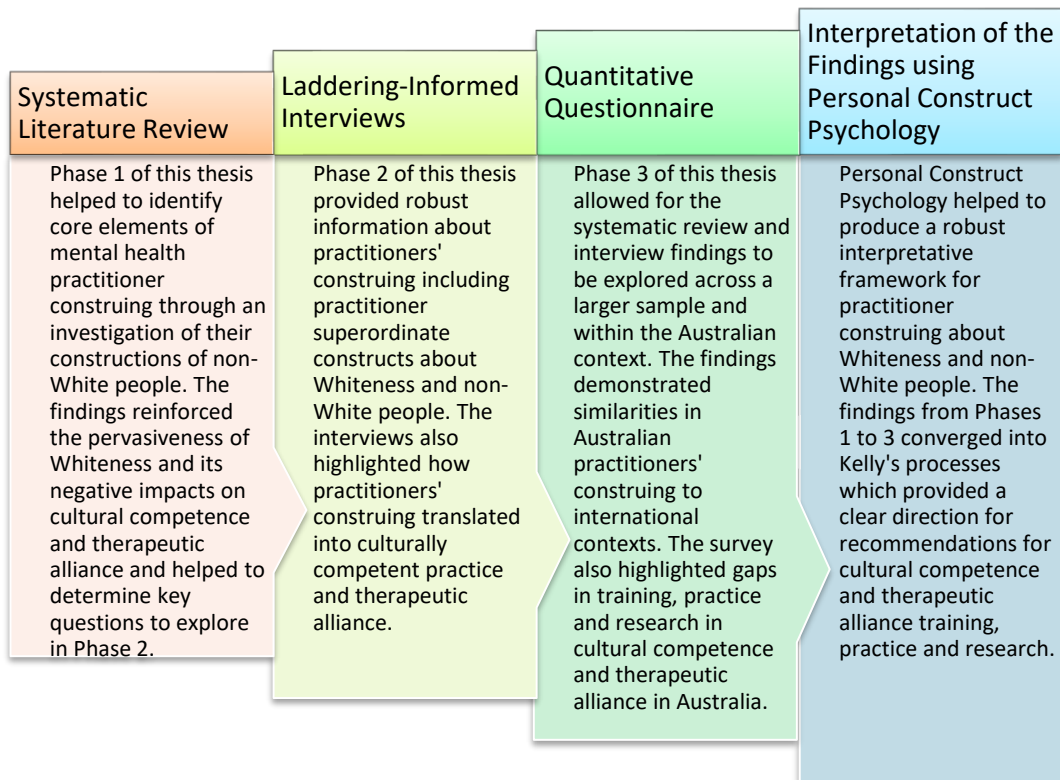 Systematic
Literature Review
Phase 1 of this thesis
helped to identify
core elements of
mental health
practitioner
construing through an
investigation of their
constructions of non-
White people. The
findings reinforced
the pervasiveness of
Whiteness and its
negative impacts on
cultural competence
and therapeutic
alliance and helped to
determine key
questions to explore
in Phase 2.
Laddering-Informed
Interviews
Phase 2 of this thesis
provided robust
information about
practitioners'
construing including
practitioner
superordinate
constructs about
Whiteness and non-
White people. The
interviews also
highlighted how
practitioners'
construing translated
into culturally
competent practice
and therapeutic
alliance.
Quantitative
Questionnaire
Phase 3 of this thesis
allowed for the
systematic review and
interview findings to
be explored across a
larger sample and
within the Australian
context. The findings
demonstrated
similarities in
Australian
practitioners'
construing to
international
contexts. The survey
also highlighted gaps
in training, practice
and research in
cultural competence
and therapeutic
alliance in Australia.
Interpretation of the
Findings using
Personal Construct
Psychology
Personal Construct
Psychology helped to
produce a robust
interpretative
framework for
practitioner
construing about
Whiteness and non-
White people. The
findings from Phases
1 to 3 converged into
Kelly's processes
which provided a
clear direction for
recommendations for
cultural competence
and therapeutic
alliance training,
practice and research.